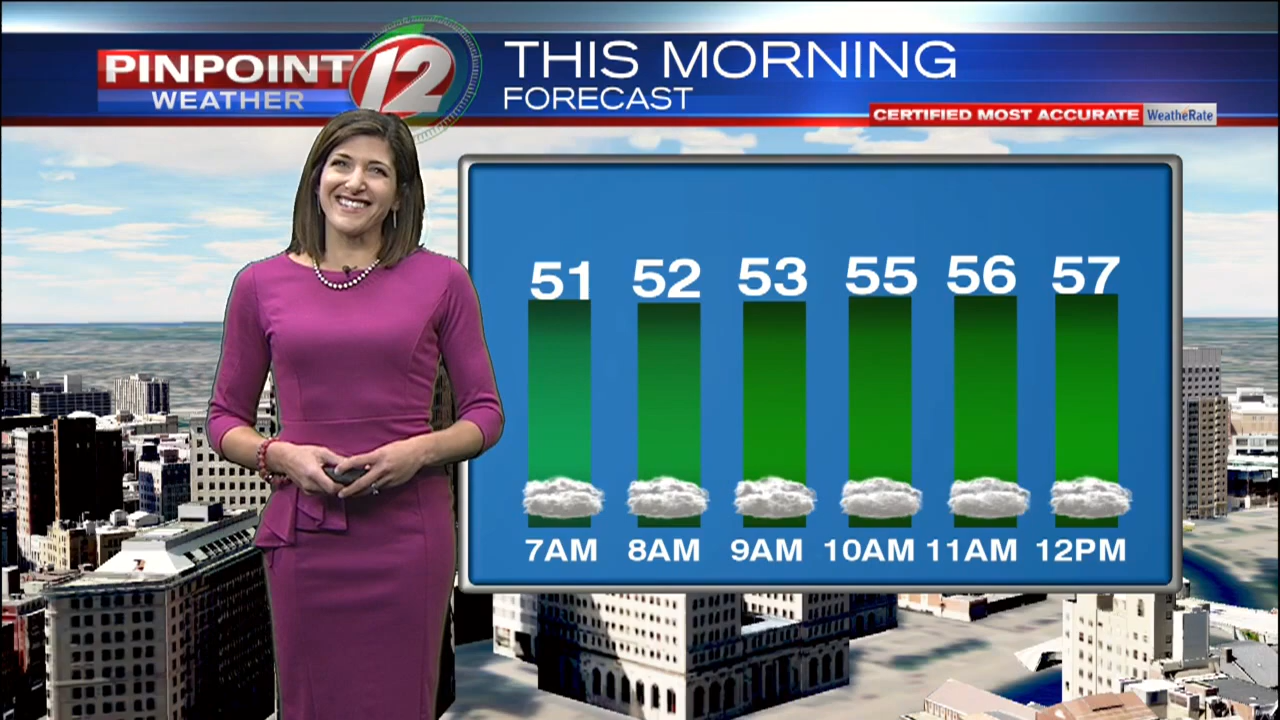 PINPOINT 12
WEATHER
THIS MORNING
FORECAST
CERTIFIED MOST ACCURATE WeatheRate
51 52 53 55 56 57
7AM 8AM 9AM 10AM 11AM 12PM